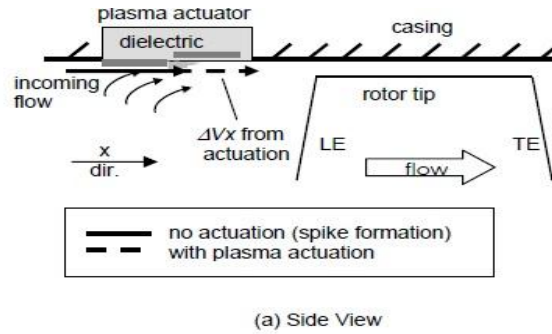 plasma actuator
casing
dielectric
incoming
flow
rotor tip
ΔVx from
actuation
LE
TE
x
dir.
flow
no actuation (spike formation)
with plasma actuation
(a) Side View